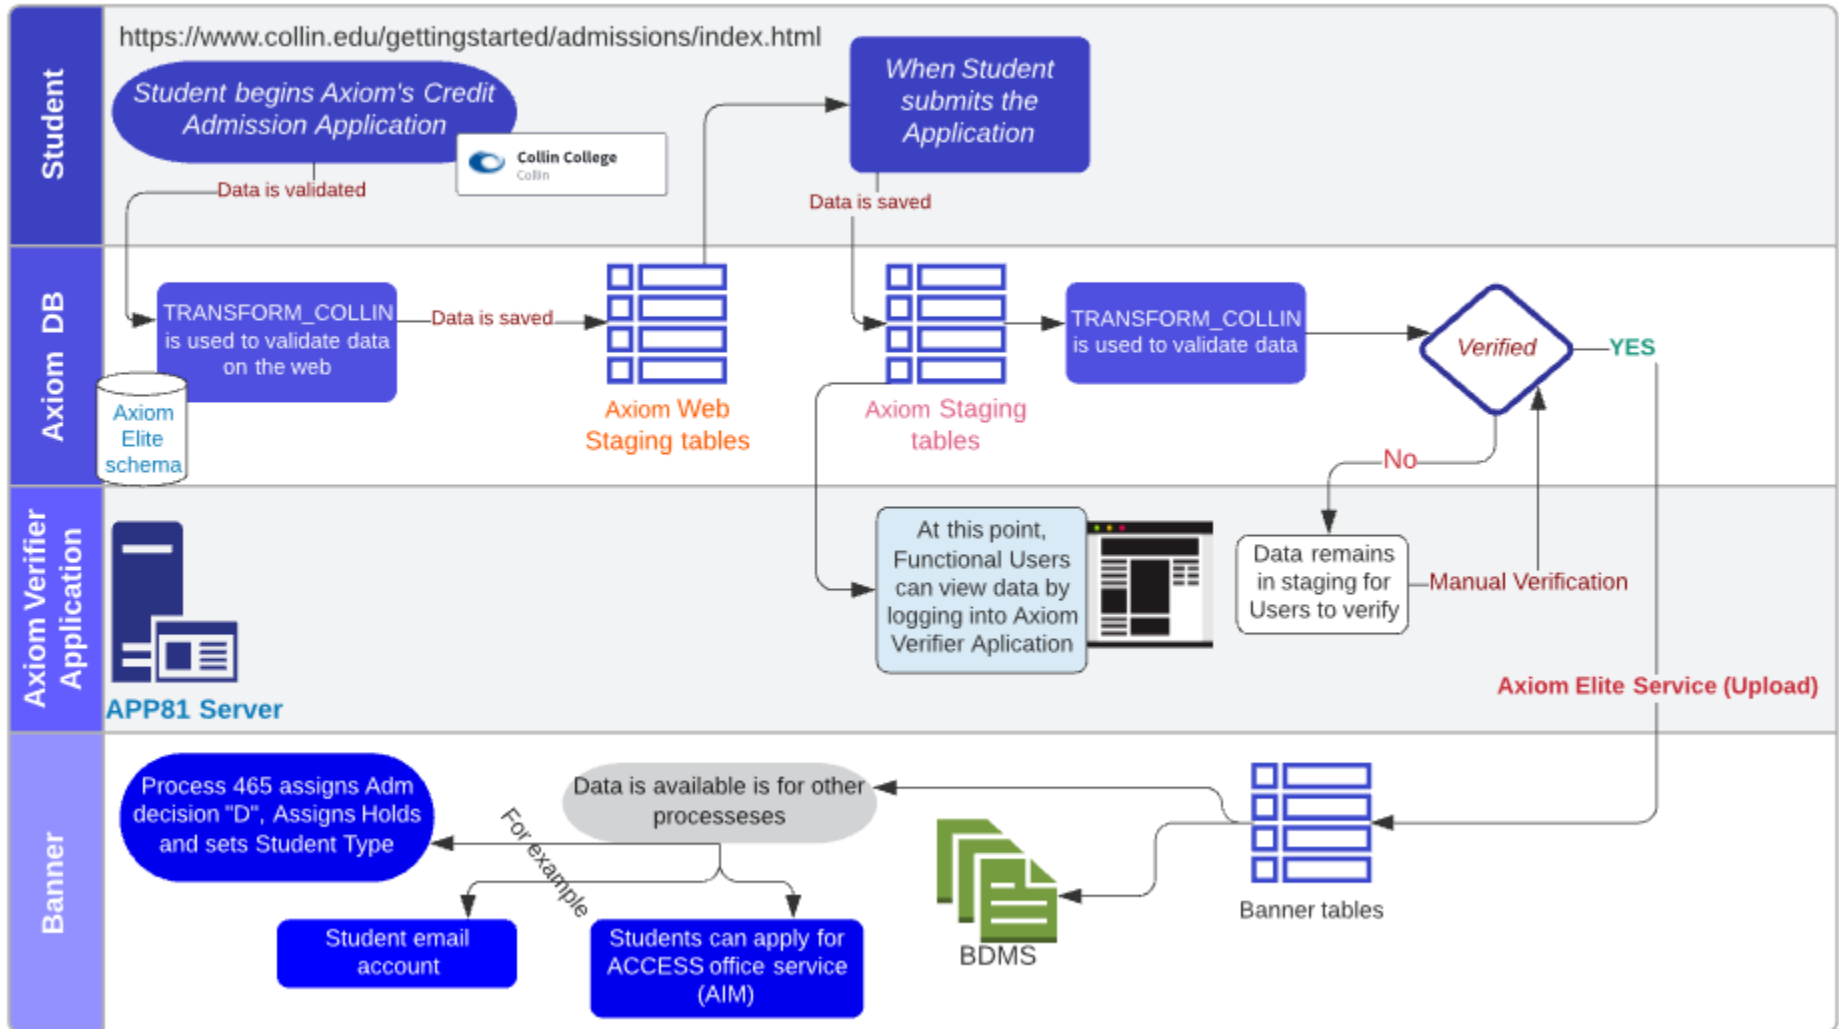 Student
https://www.collin.edu/gettingstarted/admissions/index.html
Student begins Axiom's Credit
Admission Application
Collin College
Collin
Data is validated
When Student
submits the
Application
Data is saved
Axiom DB
TRANSFORM_COLLIN
is used to validate data
on the web
Axiom
Elite
schema
Data is saved
Axiom Web
Staging tables
Axiom Staging
tables
TRANSFORM_COLLIN
is used to validate data
Verified
YES
No
Axiom Verifier
Application
APP81 Server
At this point,
Functional Users
can view data by
logging into Axiom
Verifier Aplication
Data remains
in staging for
Users to verify
Manual Verification
Axiom Elite Service (Upload)
Banner
Process 465 assigns Adm
decision "D", Assigns Holds
and sets Student Type
Data is available is for other
processeses
For example
Student email
account
Students can apply for
ACCESS office service
(AIM)
BDMS
Banner tables